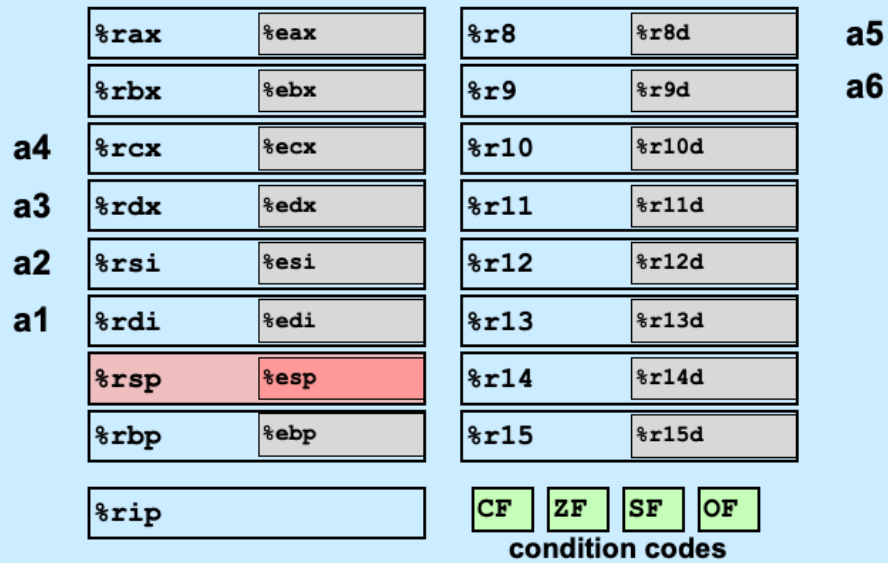 %rax %eax %r8 %r8d a5
%rbx %ebx %r9 %r9d a6
a4 %rcx %ecx %r10 %r10d
a3 %rdx %edx %r11 %r11d
a2 %rsi %esi %r12 %r12d
a1 %rdi %edi %r13 %r13d
%rsp %esp %r14 %r14d
%rbp %ebp %r15 %r15d
%rip CF ZF SF OF
condition codes